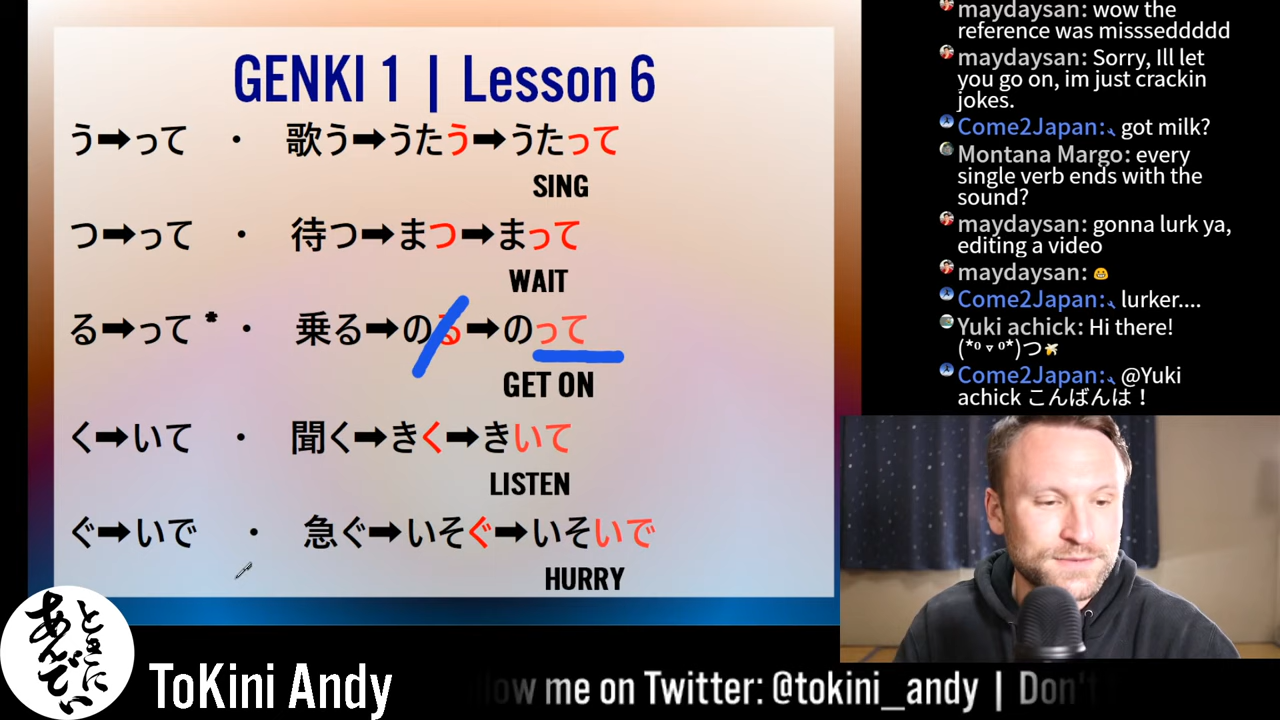 GENKI 1 | Lesson 6
う➡って ・ 歌う➡うたう➡うたって
SING
つ➡って ・ 待つ➡まつ➡まって
WAIT
る➡って * ・ 乗る➡のる➡のって
GET ON
く➡いて ・ 聞く➡きく➡きいて
LISTEN
ぐ➡いで ・ 急ぐ➡いそぐ➡いそいで
HURRY
maydaysan: wow the
reference was missseddddd
maydaysan: Sorry, Ill let
you go on, im just crackin
jokes.
Come2Japan: got milk?
Montana Margo: every
single verb ends with the
sound?
maydaysan: gonna lurk ya,
editing a video
maydaysan: 😄
Come2Japan: lurker....
Yuki achick: Hi there!
(*⁰▿⁰*)つ
Come2Japan: @Yuki
achick こんばんは！
ときに
あんでぃ
ToKini Andy
llow me on Twitter: @tokini_andy | Don't